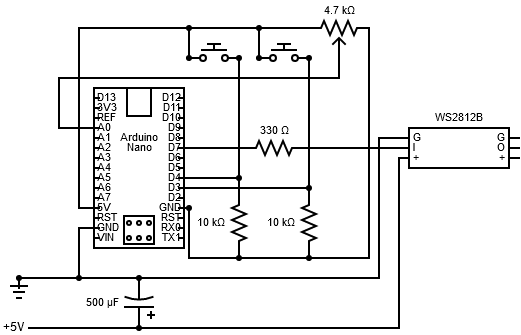 4.7 kΩ
D13 D12
3V3 D11
REF D10
A0 D9
A1 Arduino D8
A2 Nano D7
A3 D6
A4 D5
A5 D4
A6 D3
A7 D2
5V GND
RST RST
GND RX0
VIN TX1
330 Ω
WS2812B
G G
I O
+ +
10 kΩ
10 kΩ
500 µF
+
+5V